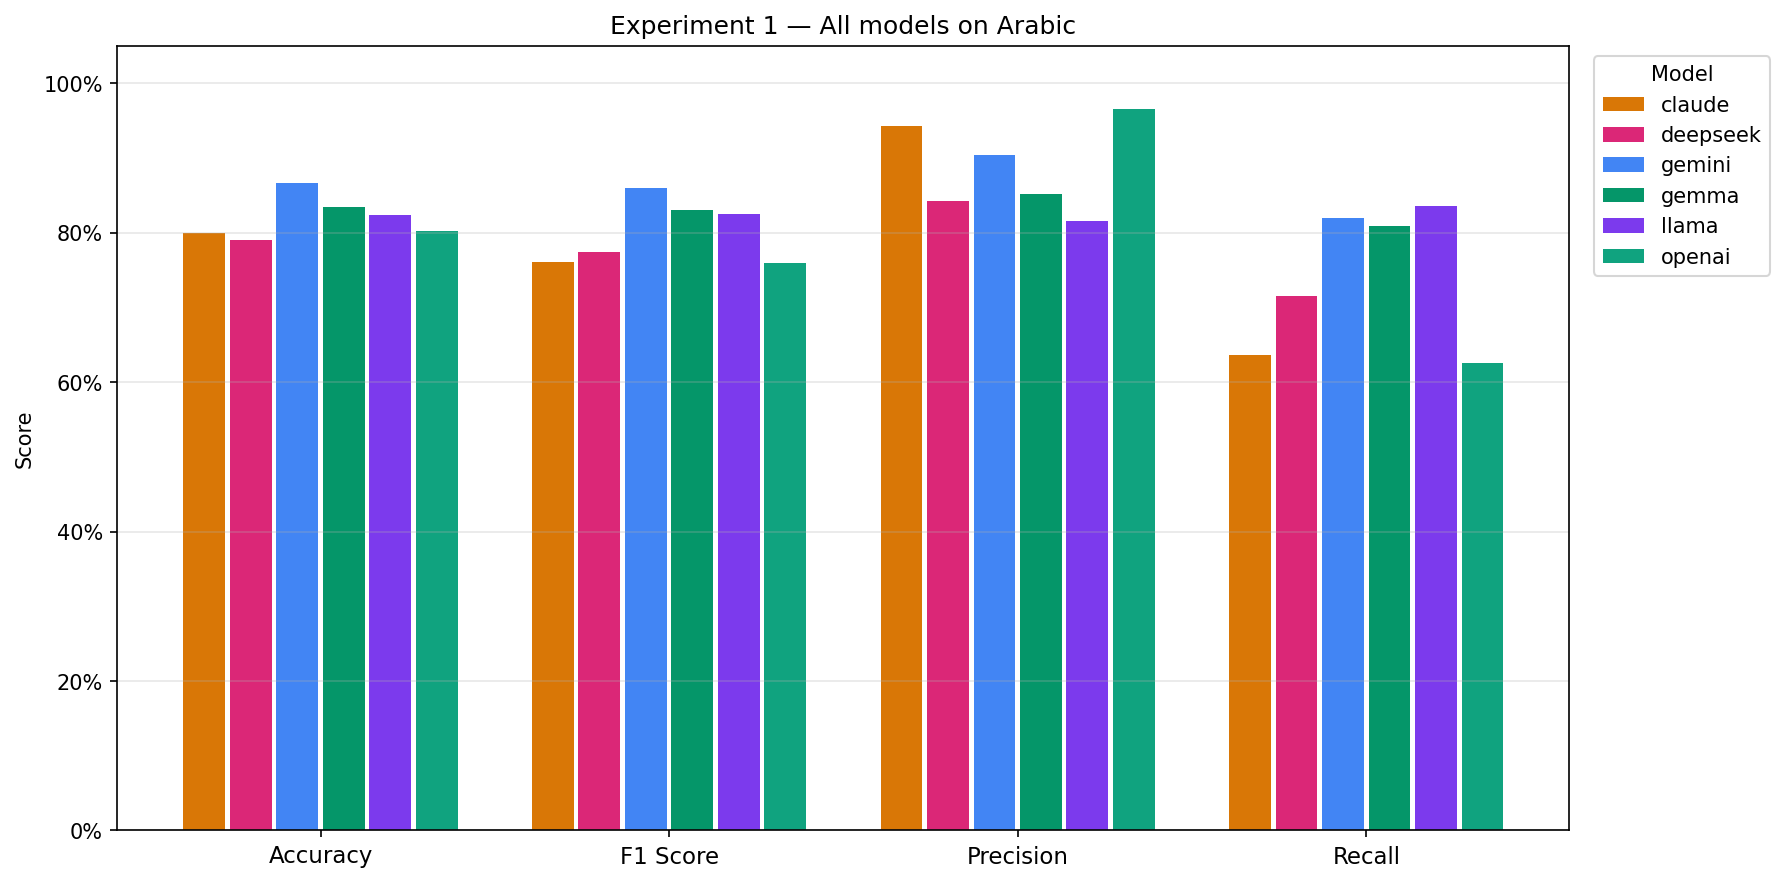 Experiment 1 — All models on Arabic
Score
100%
80%
60%
40%
20%
0%
Accuracy
F1 Score
Precision
Recall
Model
claude
deepseek
gemini
gemma
llama
openai